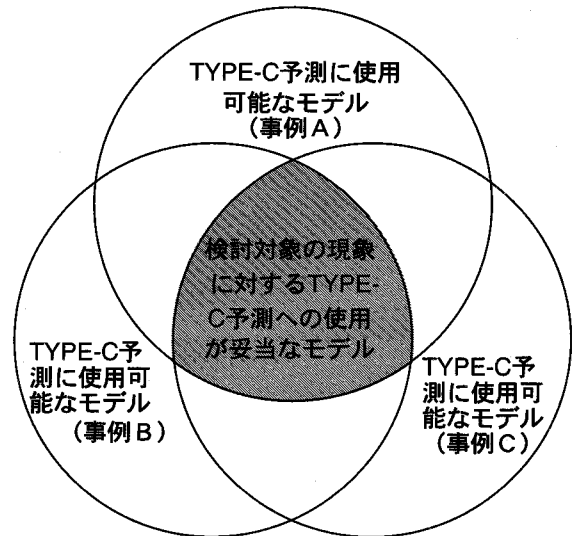 TYPE-C予測に使用
可能なモデル
(事例A)
検討対象の現象
に対するTYPE-
C予測への使用
が妥当なモデル
TYPE-C予
測に使用可
能なモデル
(事例B)
TYPE-C予
測に使用可
能なモデル
(事例C)